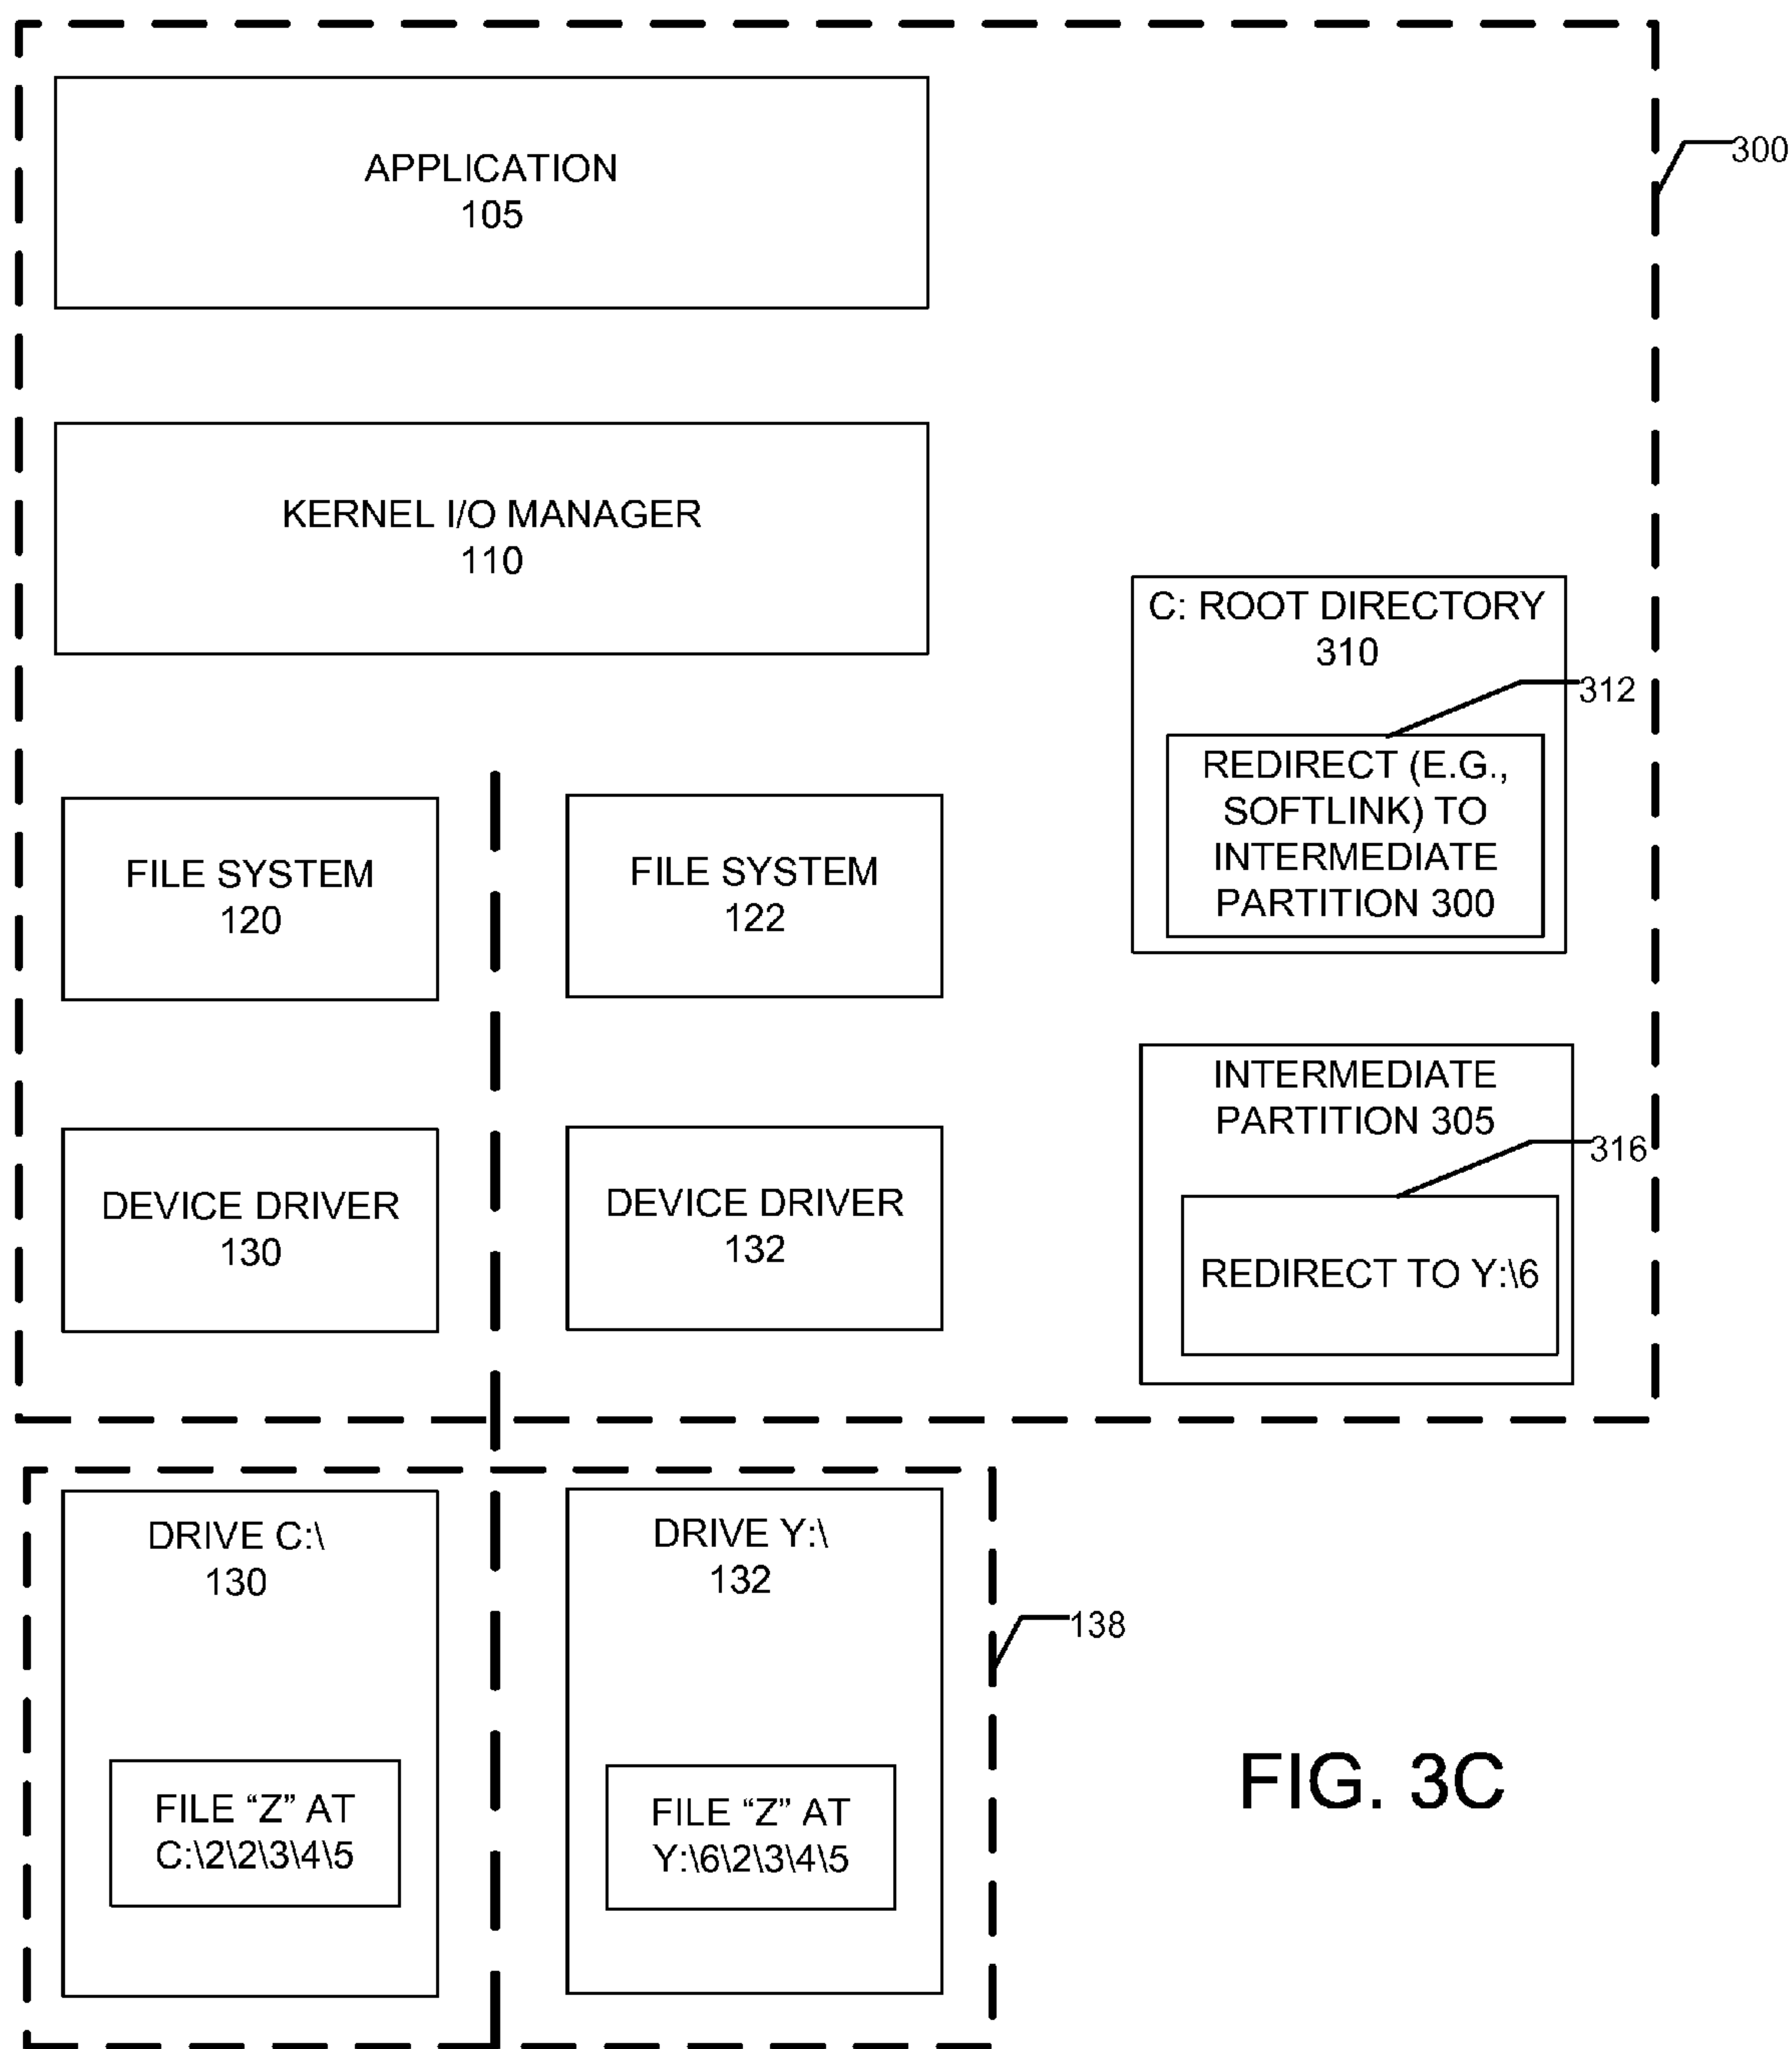 300
APPLICATION
105
KERNEL I/O MANAGER
110
C: ROOT DIRECTORY
310
312
REDIRECT (E.G.,
SOFTLINK) TO
INTERMEDIATE
PARTITION 300
FILE SYSTEM
120
FILE SYSTEM
122
INTERMEDIATE
PARTITION 305
316
REDIRECT TO Y:\6
DEVICE DRIVER
130
DEVICE DRIVER
132
DRIVE C:\
130
DRIVE Y:\
132
138
FILE “Z” AT
C:\2\2\3\4\5
FILE “Z” AT
Y:\6\2\3\4\5
FIG. 3C